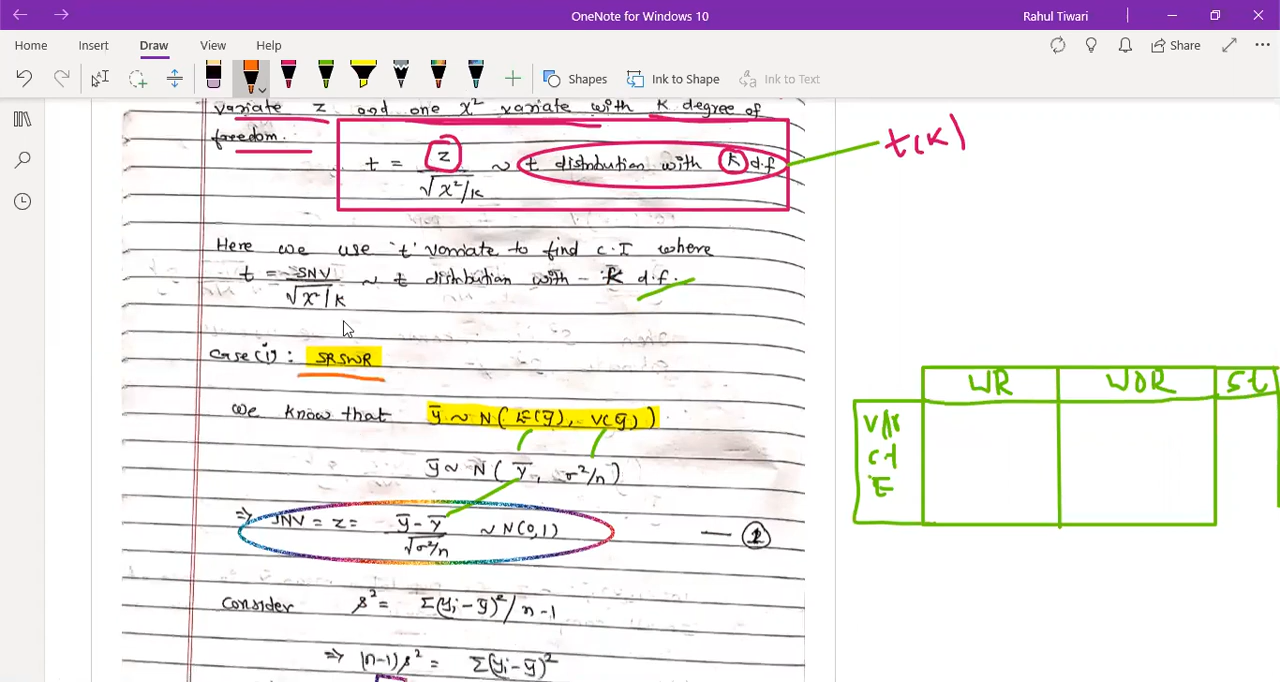 OneNote for Windows 10
Rahul Tiwari
Home Insert Draw View Help
Share
Shapes Ink to Shape Ink to Text
variate z and one χ² variate with K degree of
freedom.
t = z / √χ²/K ~ t distribution with K d.f
t(K)
Here we use 't' variate to find C.I where
t = SNV / √χ²/K ~ t distribution with - K d.f.
Case(i): SRSWR
We know that ȳ ~ N(E(ȳ), V(ȳ))
ȳ ~ N(Ȳ, σ²/n)
⇒ SNV = z = ȳ - Ȳ / √σ²/n ~ N(0,1) — ②
Consider s² = Σ(yi - ȳ)²/n-1
⇒ (n-1)s² = Σ(yi - ȳ)²
WR WOR St
V/r
CI
E